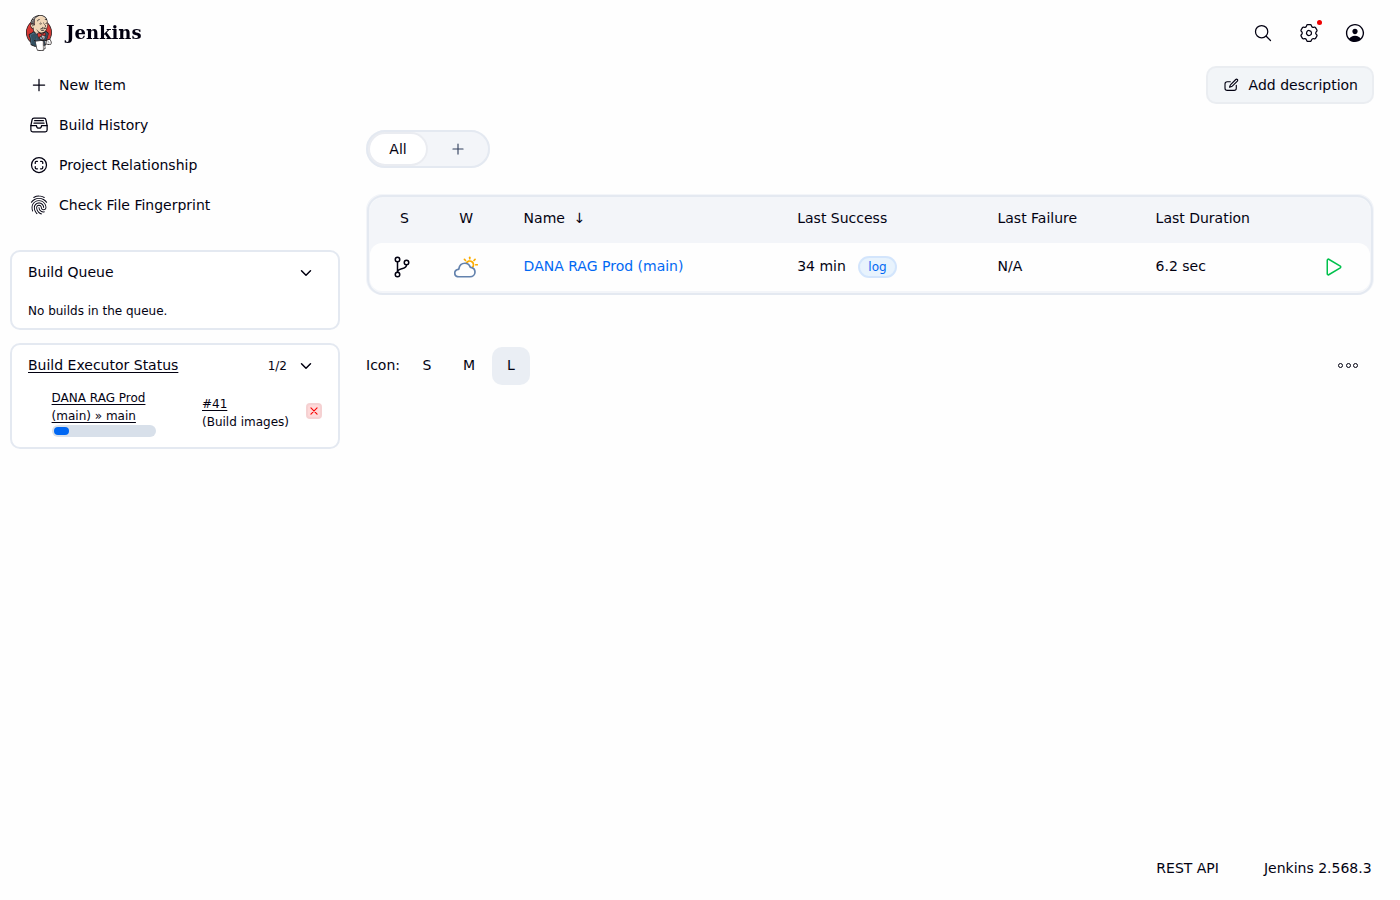 Jenkins
New Item
Build History
Project Relationship
Check File Fingerprint
Build Queue
No builds in the queue.
Build Executor Status 1/2
DANA RAG Prod
(main) » main
#41
(Build images)
Add description
All
S W Name ↓ Last Success Last Failure Last Duration
DANA RAG Prod (main) 34 min log N/A 6.2 sec
Icon: S M L
REST API Jenkins 2.568.3